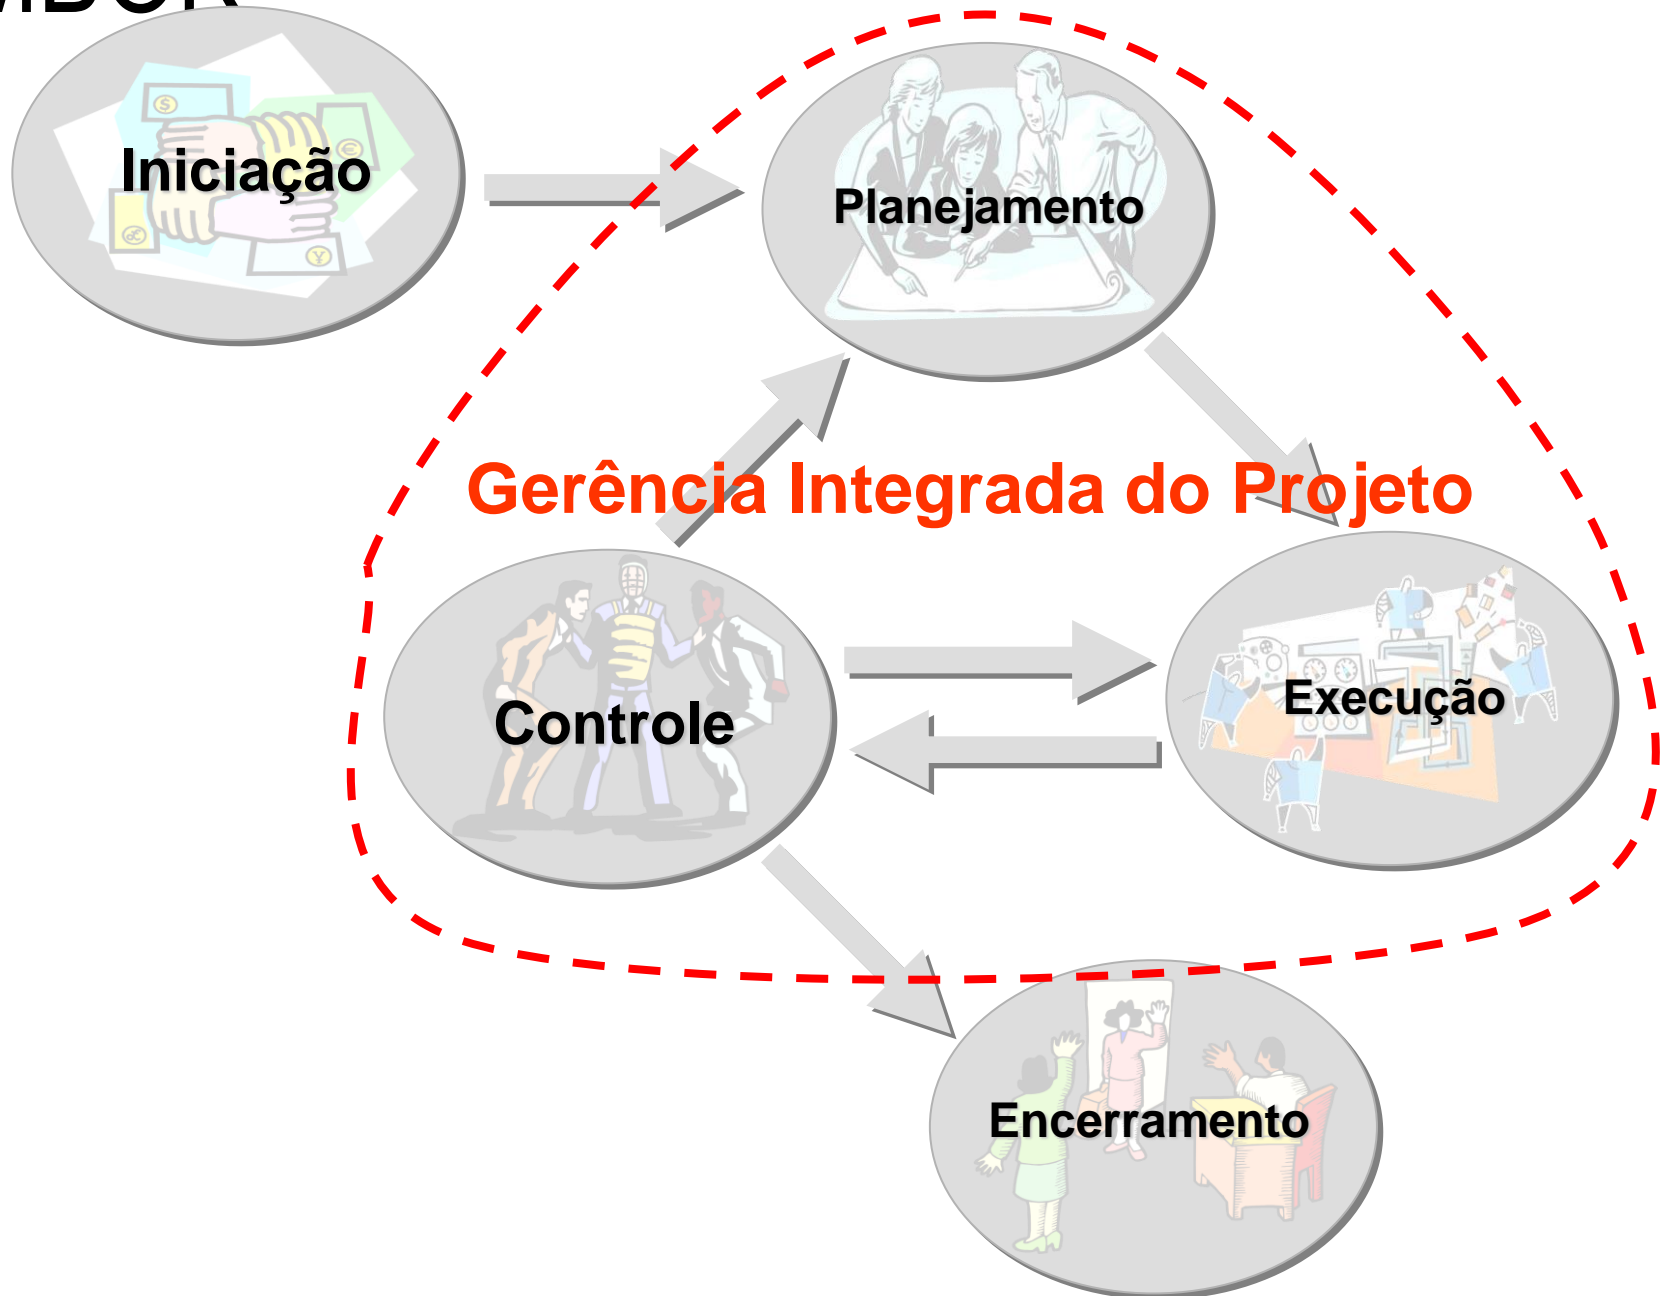 Iniciação
Planejamento
Gerência Integrada do Projeto
Controle
Execução
Encerramento